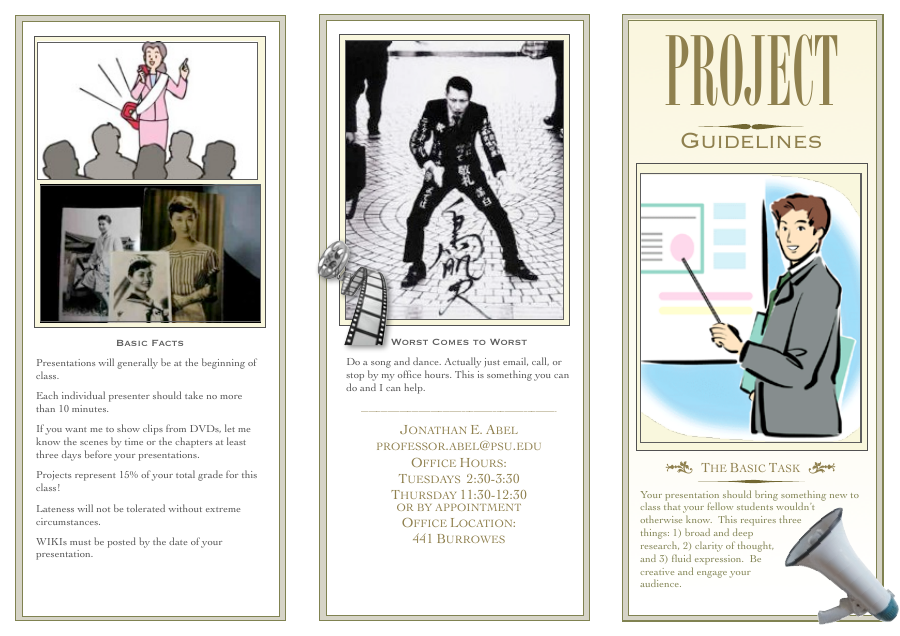 BASIC FACTS
Presentations will generally be at the beginning of
class.
Each individual presenter should take no more
than 10 minutes.
If you want me to show clips from DVDs, let me
know the scenes by time or the chapters at least
three days before your presentations.
Projects represent 15% of your total grade for this
class!
Lateness will not be tolerated without extreme
circumstances.
WIKIs must be posted by the date of your
presentation.
WORST COMES TO WORST
Do a song and dance. Actually just email, call, or
stop by my office hours. This is something you can
do and I can help.
JONATHAN E. ABEL
PROFESSOR.ABEL@PSU.EDU
OFFICE HOURS:
TUESDAYS 2:30-3:30
THURSDAY 11:30-12:30
OR BY APPOINTMENT
OFFICE LOCATION:
441 BURROWES
PROJECT
GUIDELINES
THE BASIC TASK
Your presentation should bring something new to
class that your fellow students wouldn't
otherwise know. This requires three
things: 1) broad and deep
research, 2) clarity of thought,
and 3) fluid expression. Be
creative and engage your
audience.